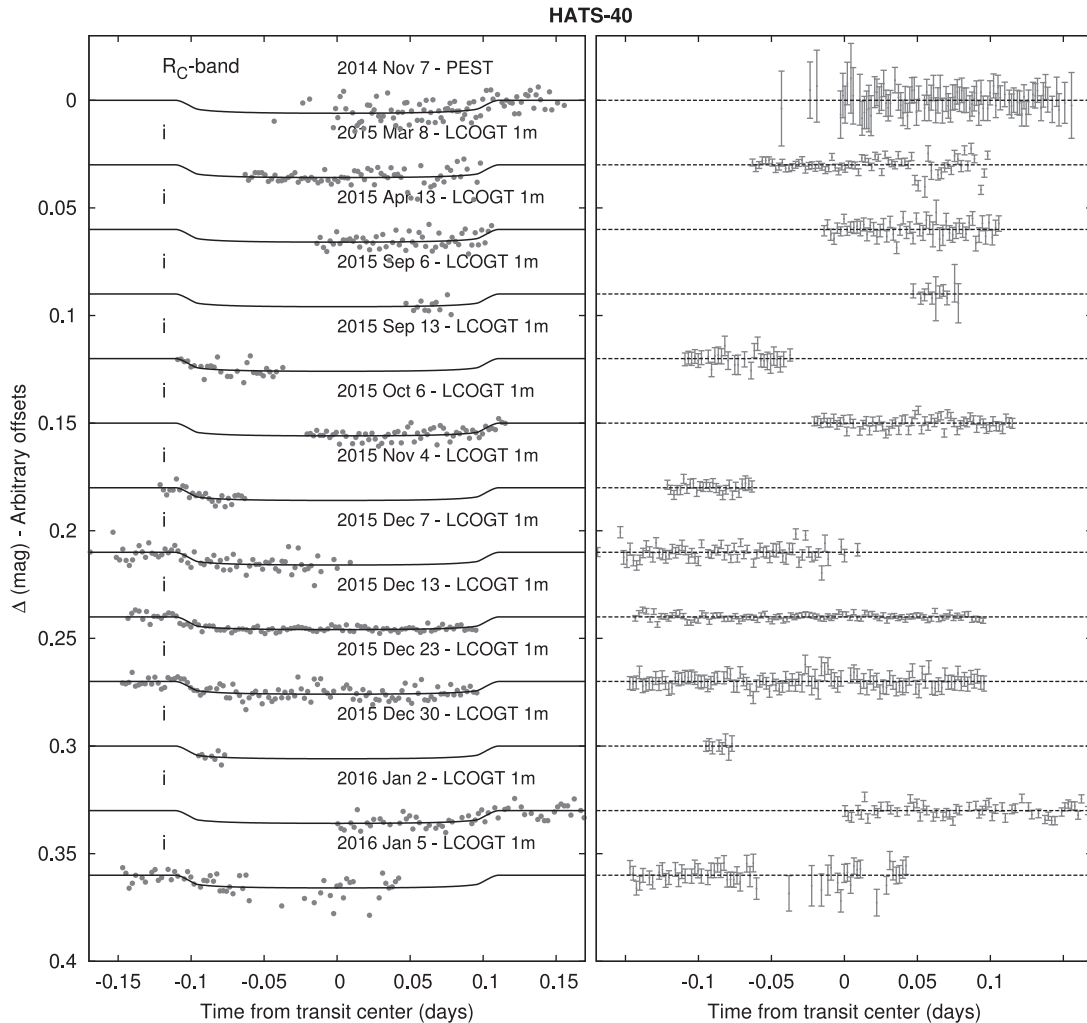 HATS-40
R_C-band 2014 Nov 7 - PEST
i 2015 Mar 8 - LCOGT 1m
i 2015 Apr 13 - LCOGT 1m
i 2015 Sep 6 - LCOGT 1m
i 2015 Sep 13 - LCOGT 1m
i 2015 Oct 6 - LCOGT 1m
i 2015 Nov 4 - LCOGT 1m
i 2015 Dec 7 - LCOGT 1m
i 2015 Dec 13 - LCOGT 1m
i 2015 Dec 23 - LCOGT 1m
i 2015 Dec 30 - LCOGT 1m
i 2016 Jan 2 - LCOGT 1m
i 2016 Jan 5 - LCOGT 1m
0
0.05
0.1
0.15
0.2
0.25
0.3
0.35
0.4
Δ (mag) - Arbitrary offsets
-0.15 -0.1 -0.05 0 0.05 0.1 0.15
Time from transit center (days)
-0.1 -0.05 0 0.05 0.1
Time from transit center (days)